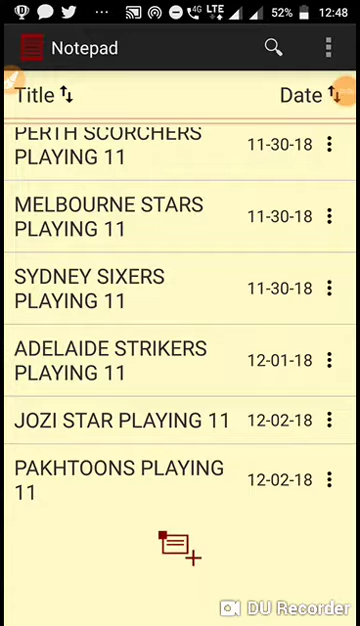 4G LTE 52% 12:48
Notepad
Title Date
PERTH SCORCHERS
PLAYING 11 11-30-18
MELBOURNE STARS
PLAYING 11 11-30-18
SYDNEY SIXERS
PLAYING 11 11-30-18
ADELAIDE STRIKERS
PLAYING 11 12-01-18
JOZI STAR PLAYING 11 12-02-18
PAKHTOONS PLAYING
11 12-02-18
DU Recorder